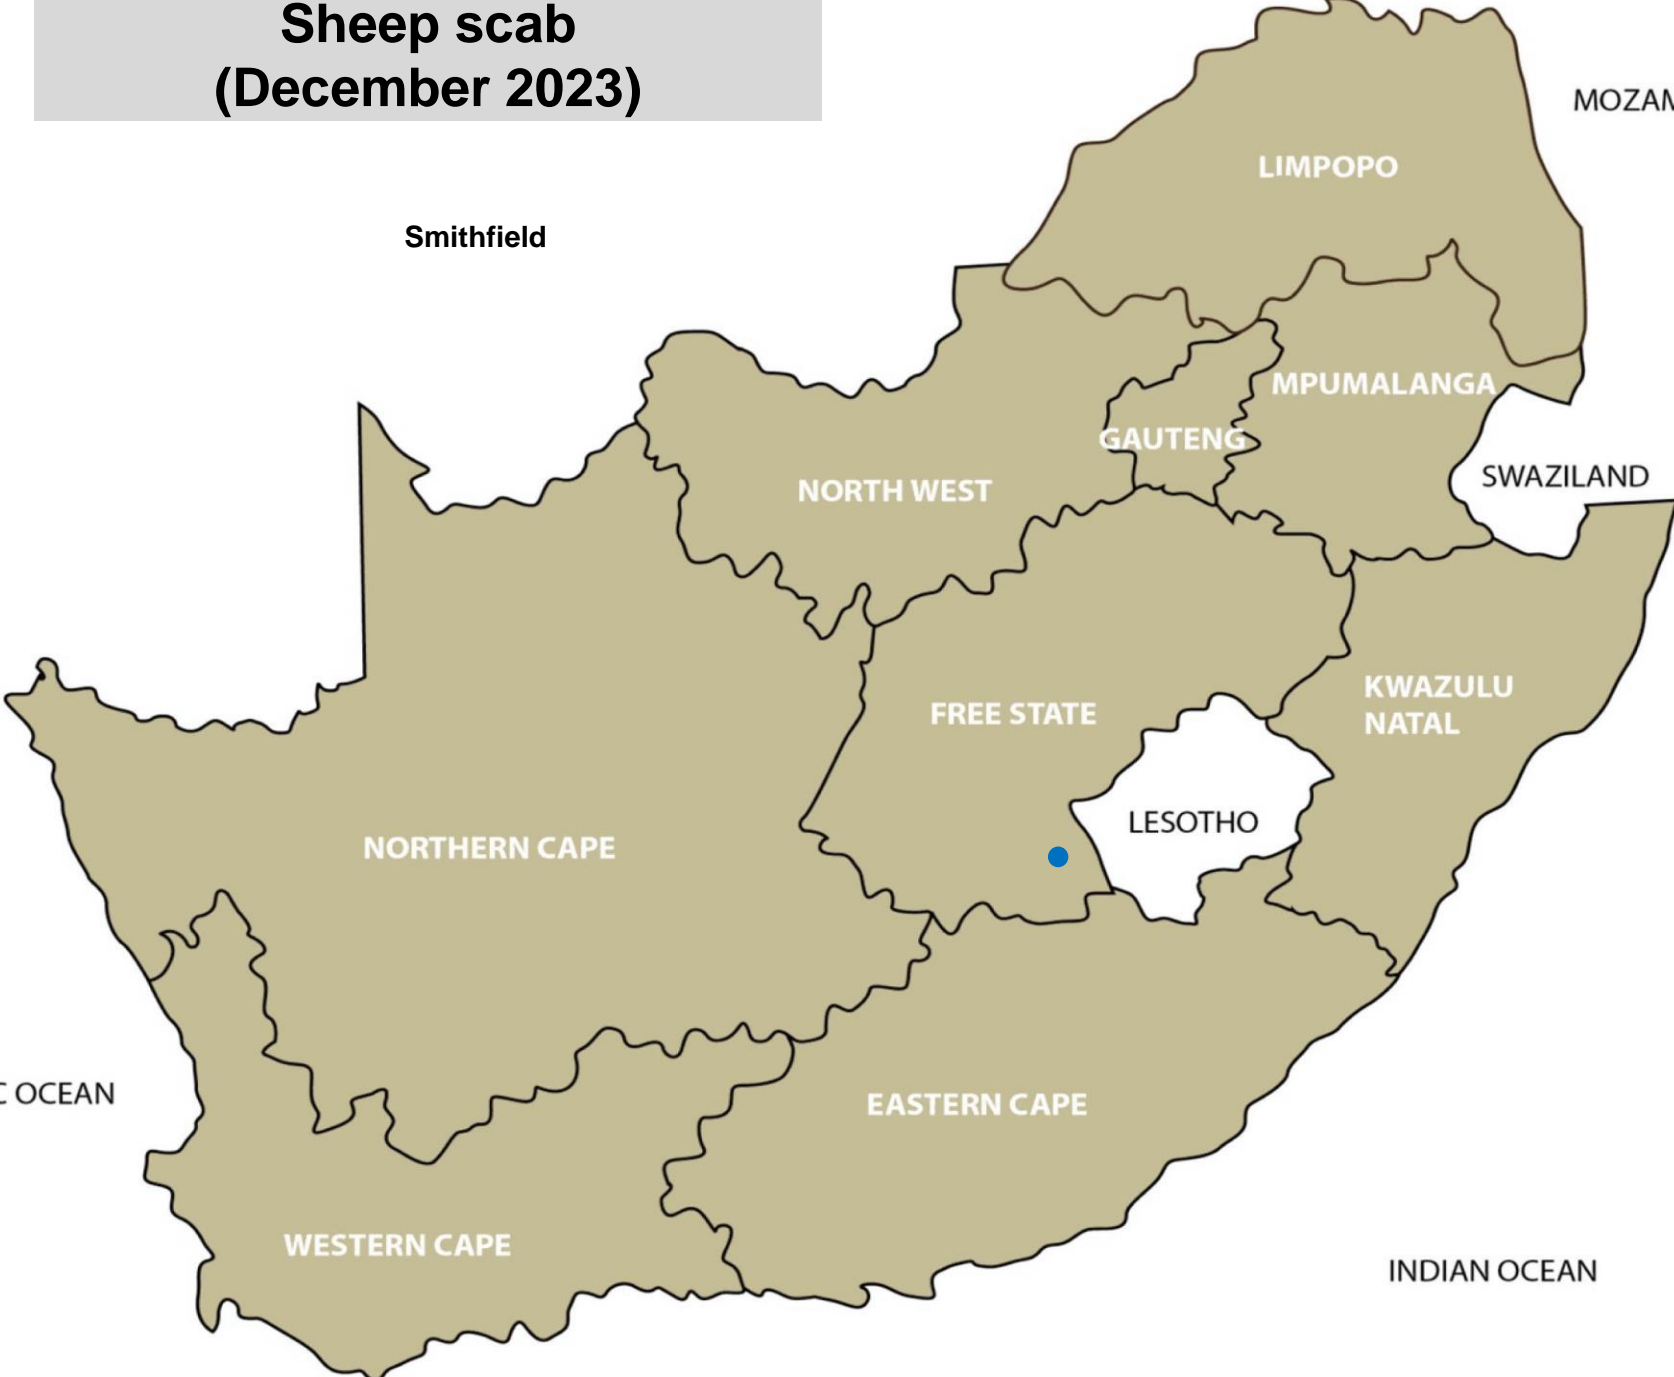 Sheep scab
(December 2023)
MOZAM
LIMPOPO
Smithfield
MPUMALANGA
GAUTENG
SWAZILAND
NORTH WEST
KWAZULU
NATAL
FREE STATE
LESOTHO
NORTHERN CAPE
C OCEAN
EASTERN CAPE
WESTERN CAPE
INDIAN OCEAN